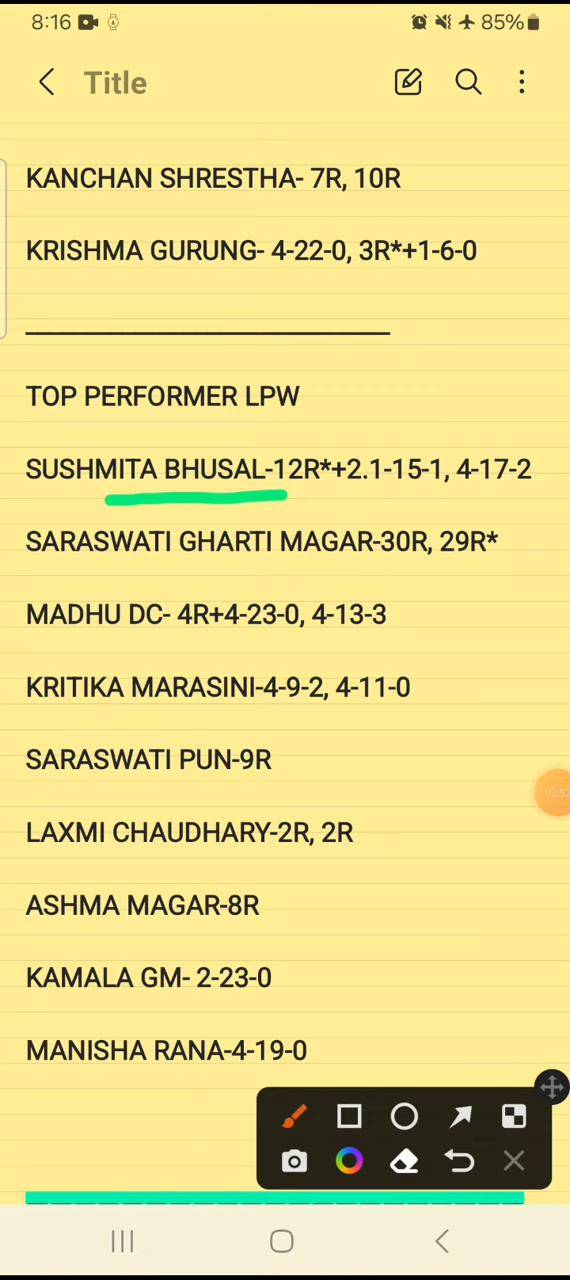 8:16 85%
Title
KANCHAN SHRESTHA- 7R, 10R
KRISHMA GURUNG- 4-22-0, 3R*+1-6-0
TOP PERFORMER LPW
SUSHMITA BHUSAL-12R*+2.1-15-1, 4-17-2
SARASWATI GHARTI MAGAR-30R, 29R*
MADHU DC- 4R+4-23-0, 4-13-3
KRITIKA MARASINI-4-9-2, 4-11-0
SARASWATI PUN-9R
LAXMI CHAUDHARY-2R, 2R
ASHMA MAGAR-8R
KAMALA GM- 2-23-0
MANISHA RANA-4-19-0